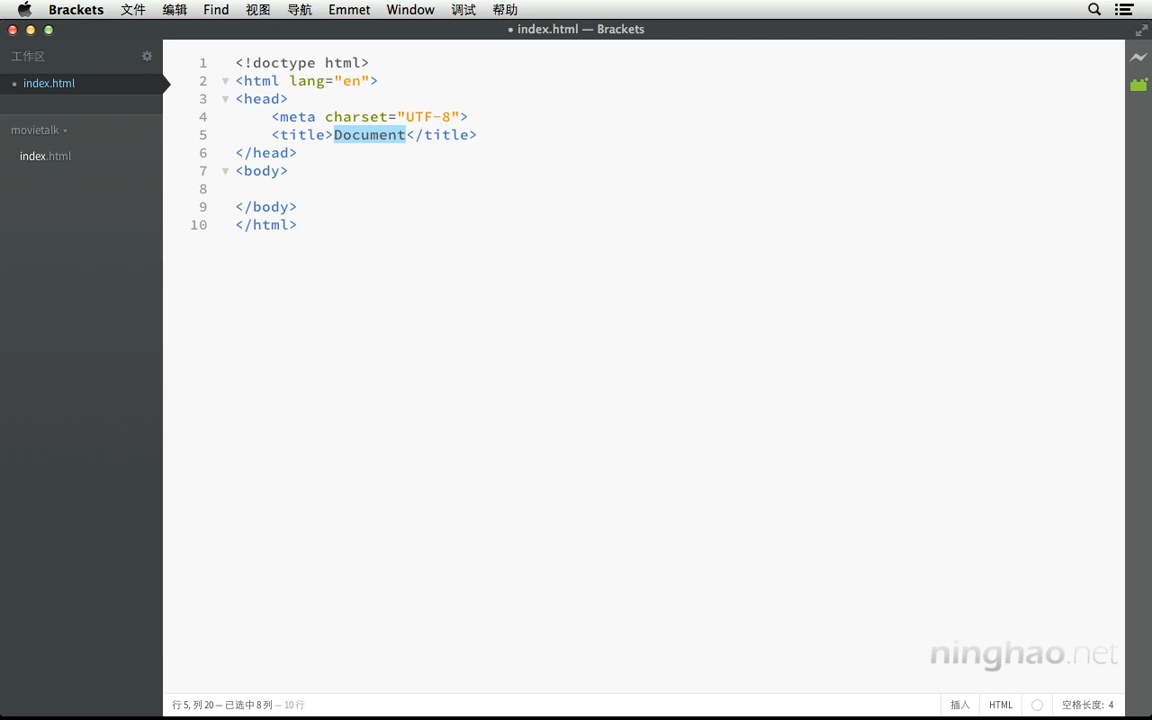 Brackets 文件 编辑 Find 视图 导航 Emmet Window 调试 帮助
• index.html — Brackets
工作区
• index.html
movietalk
index.html
1 <!doctype html>
2 <html lang="en">
3 <head>
4 <meta charset="UTF-8">
5 <title>Document</title>
6 </head>
7 <body>
8
9 </body>
10 </html>
ninghao.net
行 5, 列 20 — 已选中 8 列 — 10 行 插入 HTML 空格长度: 4